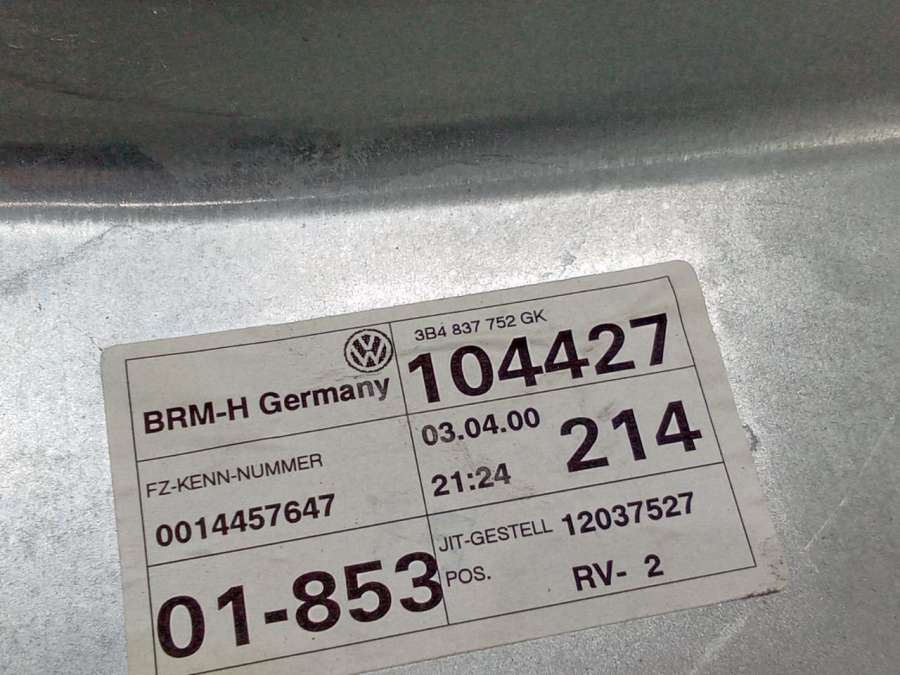 BRM-H Germany
3B4 837 752 GK
104427
FZ-KENN-NUMMER
0014457647
03.04.00
21:24
214
01-853
JIT-GESTELL 12037527
POS. RV- 2